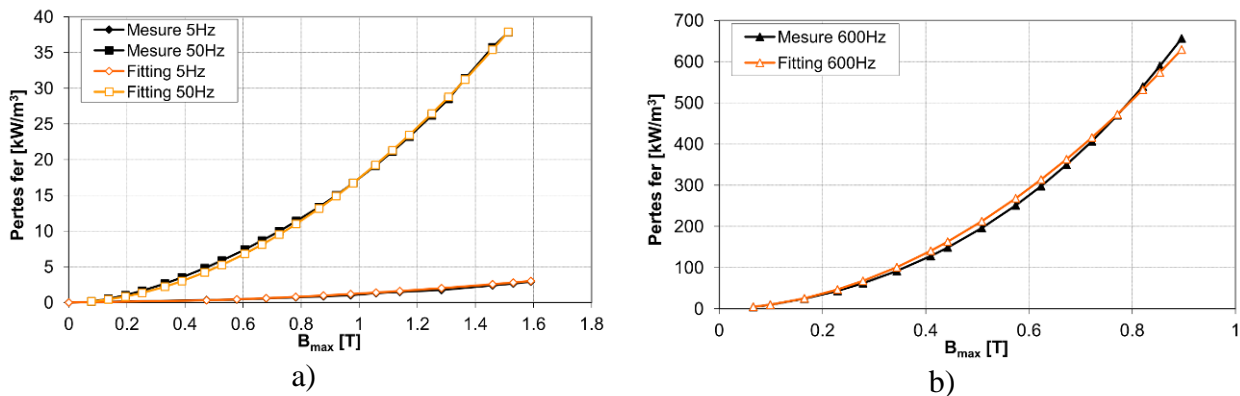 40
35
30
25
20
15
10
5
0
Pertes fer [kW/m³]
Mesure 5Hz
Mesure 50Hz
Fitting 5Hz
Fitting 50Hz
0 0.2 0.4 0.6 0.8 1 1.2 1.4 1.6 1.8
Bmax [T]
a)
700
600
500
400
300
200
100
0
Pertes fer [kW/m³]
Mesure 600Hz
Fitting 600Hz
0 0.2 0.4 0.6 0.8 1
Bmax [T]
b)